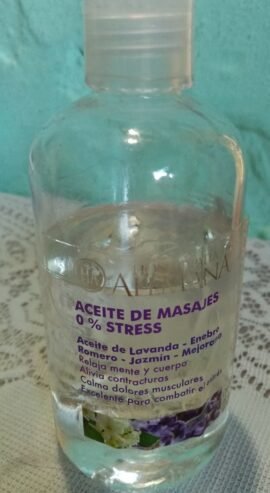 ACEITE DE MASAJES
0 % STRESS
Aceite de Lavanda - Enebro
Romero - Jazmín - Mejorana
Relaja mente y cuerpo
Alivia contracturas
Calma dolores musculares
Excelente para combatir el